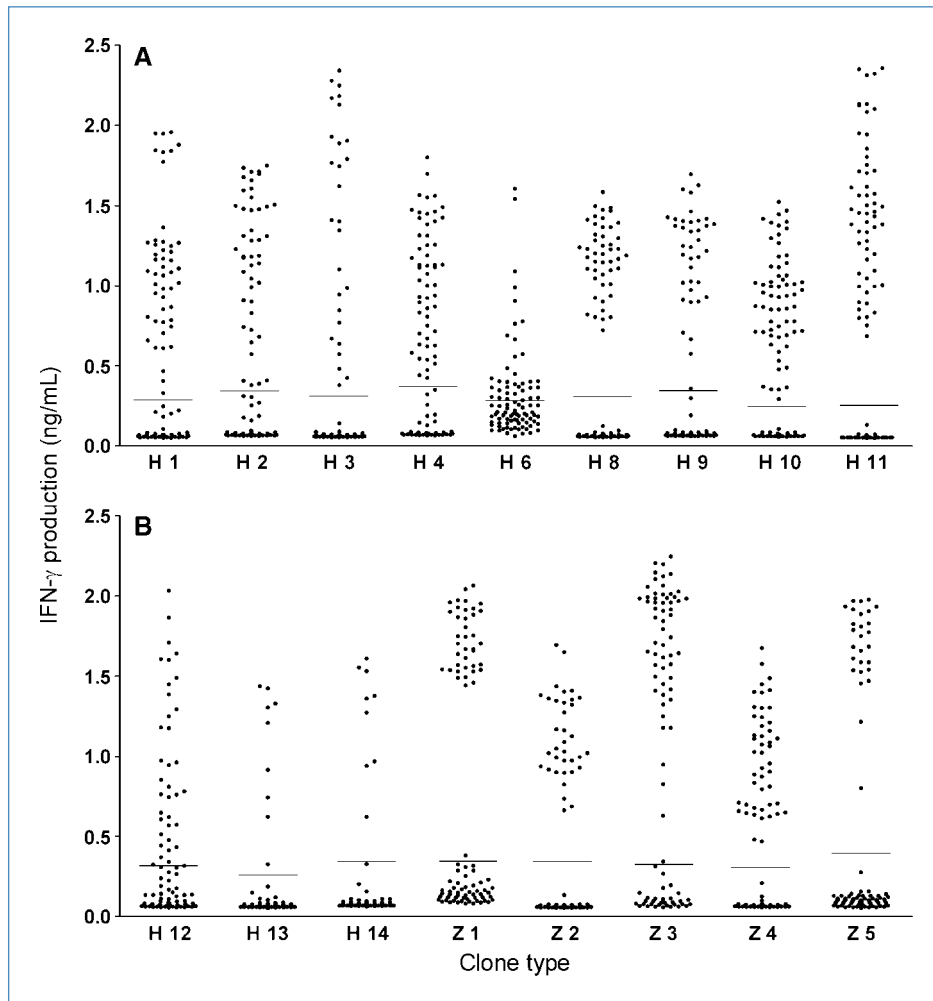 A
2.5
2.0
1.5
1.0
0.5
0.0
H 1 H 2 H 3 H 4 H 6 H 8 H 9 H 10 H 11
IFN-γ production (ng/mL)
B
2.5
2.0
1.5
1.0
0.5
0.0
H 12 H 13 H 14 Z 1 Z 2 Z 3 Z 4 Z 5
Clone type